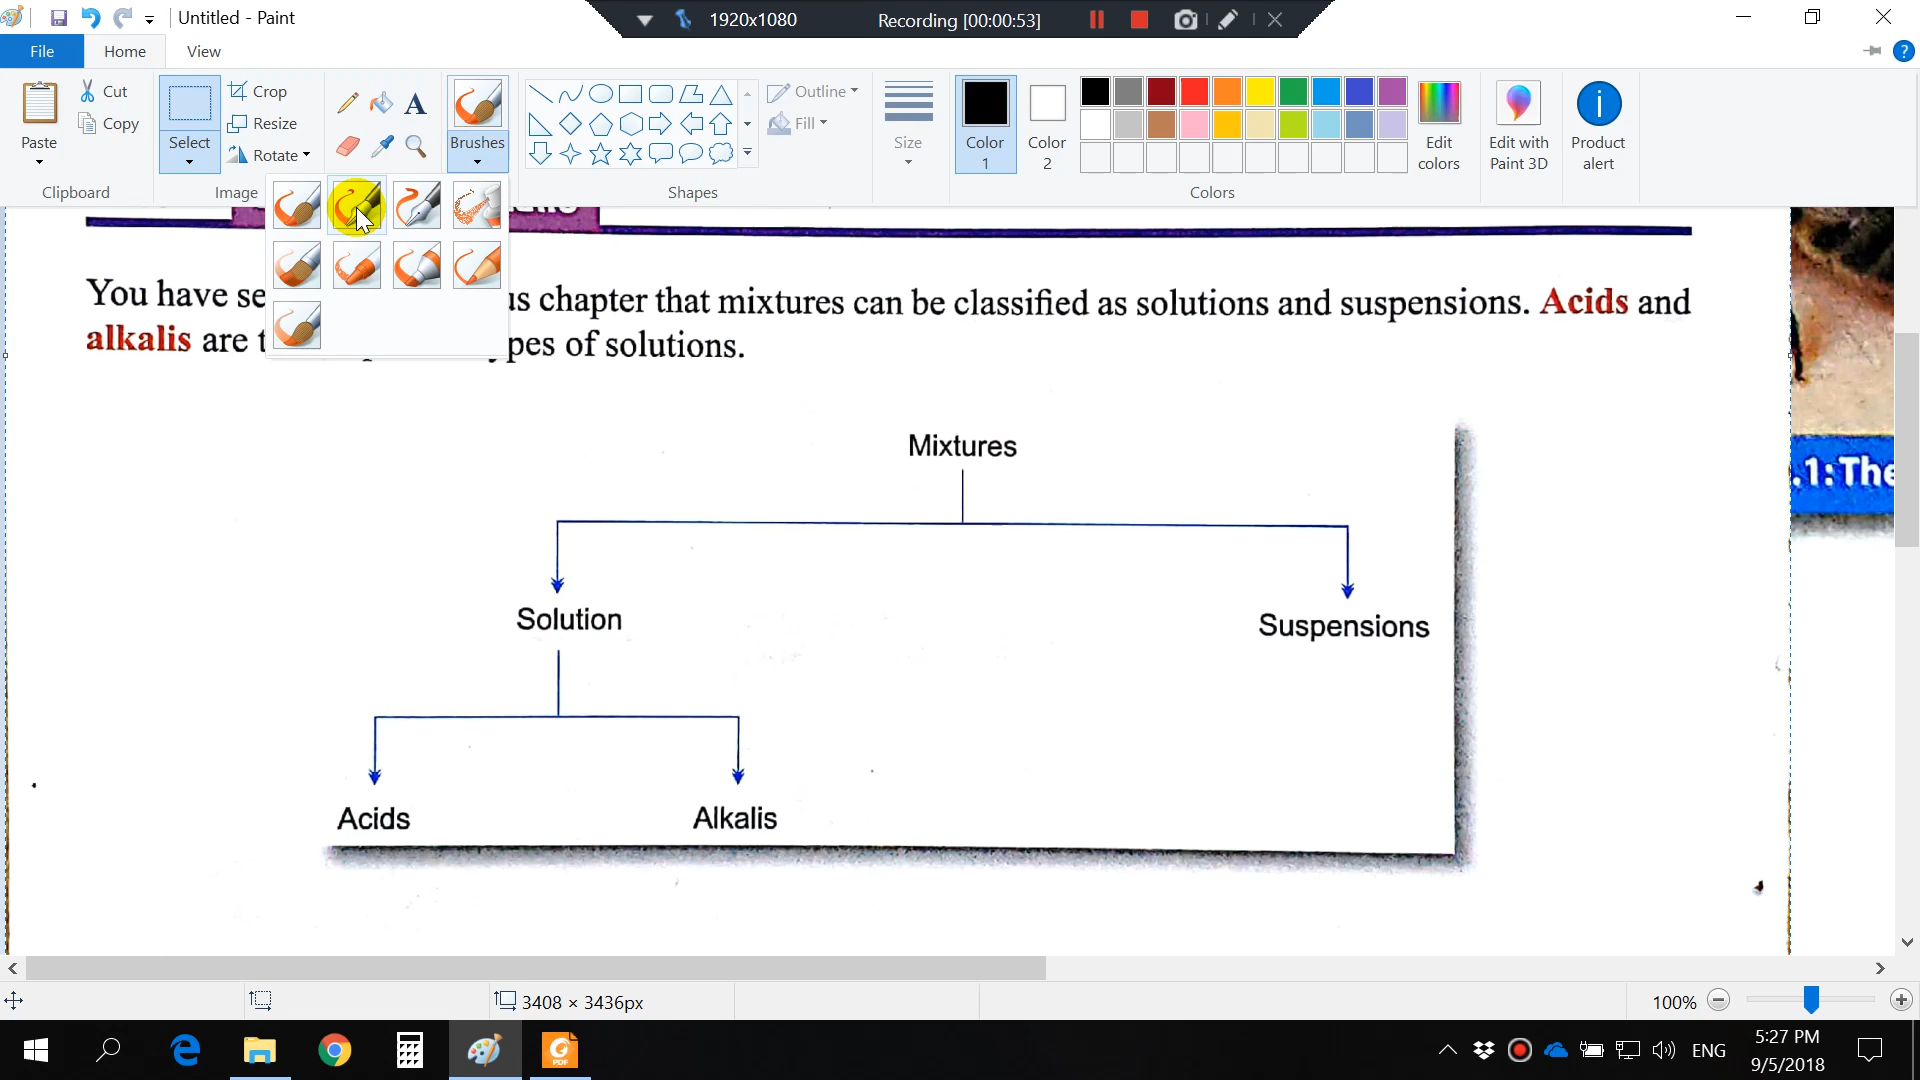 Untitled - Paint
1920x1080
Recording [00:00:53]
File
Home
View
Paste
Cut
Copy
Clipboard
Select
Crop
Resize
Rotate
Image
A
Brushes
Shapes
Outline
Fill
Size
Color 1
Color 2
Colors
Edit colors
Edit with Paint 3D
Product alert
You have se
us chapter that mixtures can be classified as solutions and suspensions. Acids and
alkalis are
pes of solutions.
Mixtures
Solution
Suspensions
Acids
Alkalis
.1: The
3408 × 3436px
100%
PDF
ENG
5:27 PM
9/5/2018